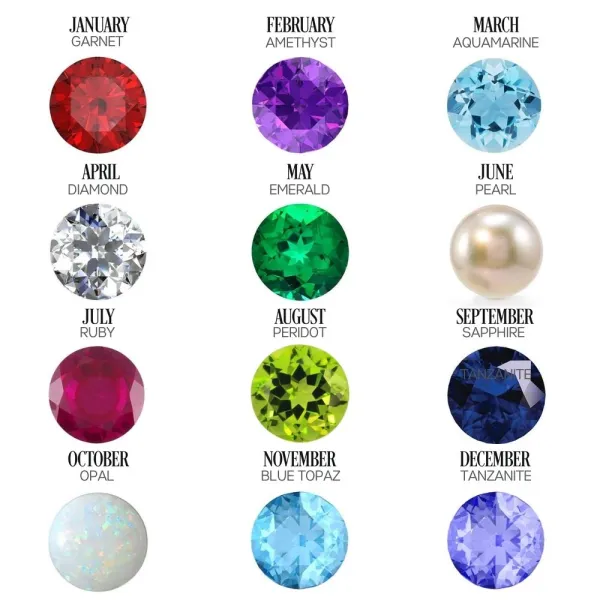 JANUARY
GARNET
FEBRUARY
AMETHYST
MARCH
AQUAMARINE
APRIL
DIAMOND
MAY
EMERALD
JUNE
PEARL
JULY
RUBY
AUGUST
PERIDOT
SEPTEMBER
SAPPHIRE
TANZANITE
OCTOBER
OPAL
NOVEMBER
BLUE TOPAZ
DECEMBER
TANZANITE